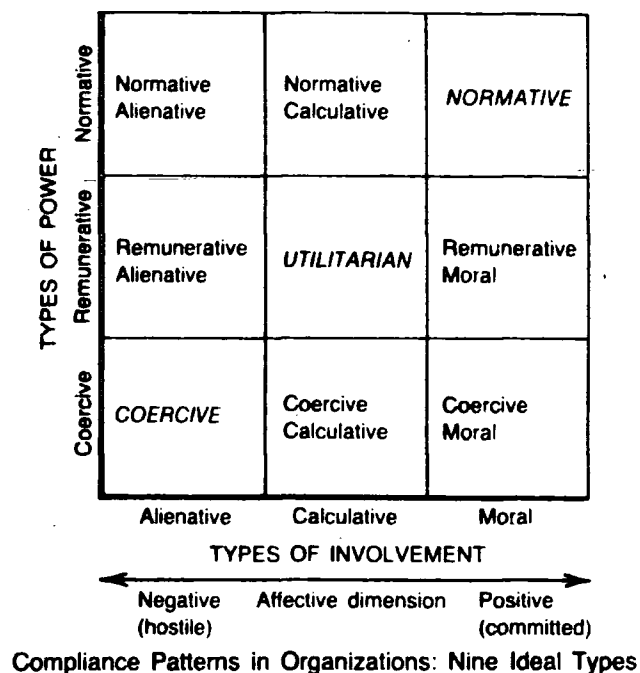 TYPES OF POWER
Normative
Normative
Alienative
Normative
Calculative
NORMATIVE
Remunerative
Remunerative
Alienative
UTILITARIAN
Remunerative
Moral
Coercive
COERCIVE
Coercive
Calculative
Coercive
Moral
Alienative
Calculative
Moral
TYPES OF INVOLVEMENT
Negative
(hostile)
Affective dimension
Positive
(committed)
Compliance Patterns in Organizations: Nine Ideal Types